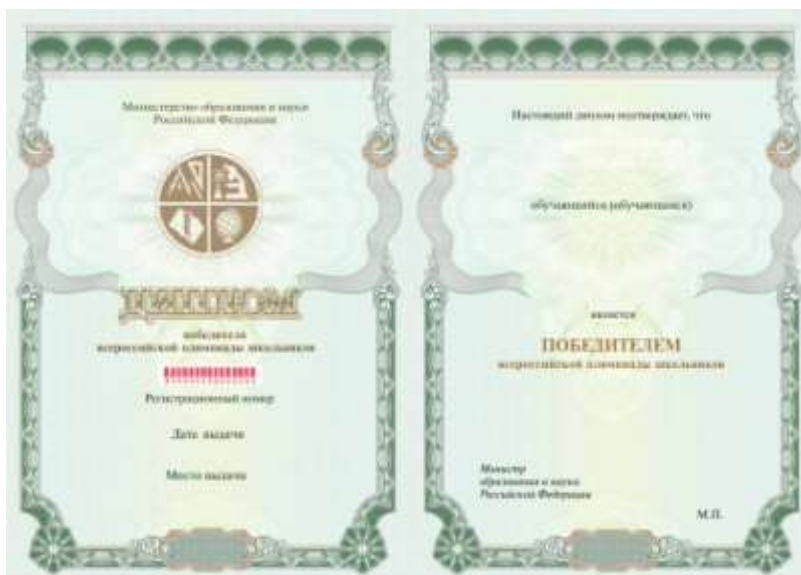 Министерство образования и науки
Российской Федерации
ДИПЛОМ
победителя
всероссийской олимпиады школьников
Регистрационный номер
Дата выдачи
Место выдачи
Настоящий диплом подтверждает, что
обучающийся (обучающаяся)
является
ПОБЕДИТЕЛЕМ
всероссийской олимпиады школьников
Министр
образования и науки
Российской Федерации
М.П.